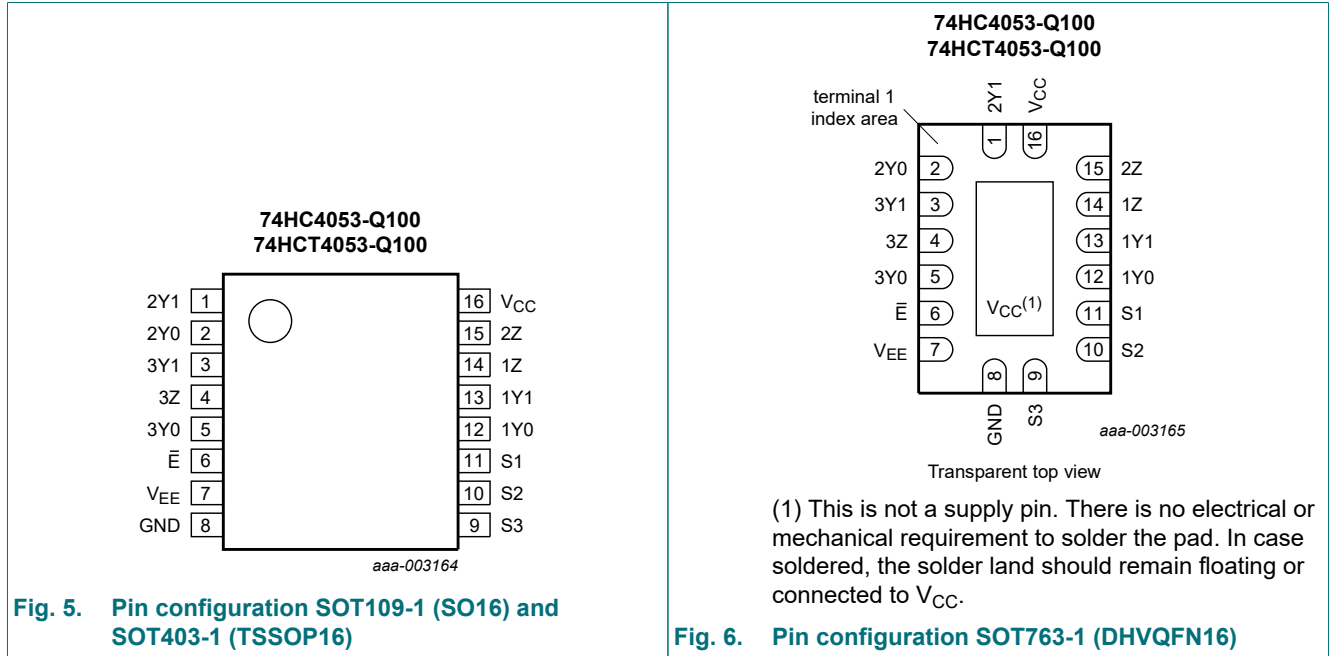 74HC4053-Q100
74HCT4053-Q100
2Y1 1
2Y0 2
3Y1 3
3Z 4
3Y0 5
E̅ 6
VEE 7
GND 8
16 VCC
15 2Z
14 1Z
13 1Y1
12 1Y0
11 S1
10 S2
9 S3
aaa-003164
Fig. 5. Pin configuration SOT109-1 (SO16) and
SOT403-1 (TSSOP16)
74HC4053-Q100
74HCT4053-Q100
terminal 1
index area
2Y1
VCC
1
16
2Y0 2
3Y1 3
3Z 4
3Y0 5
E̅ 6
VEE 7
15 2Z
14 1Z
13 1Y1
12 1Y0
11 S1
10 S2
VCC(1)
8
9
GND
S3
aaa-003165
Transparent top view
(1) This is not a supply pin. There is no electrical or
mechanical requirement to solder the pad. In case
soldered, the solder land should remain floating or
connected to VCC.
Fig. 6. Pin configuration SOT763-1 (DHVQFN16)